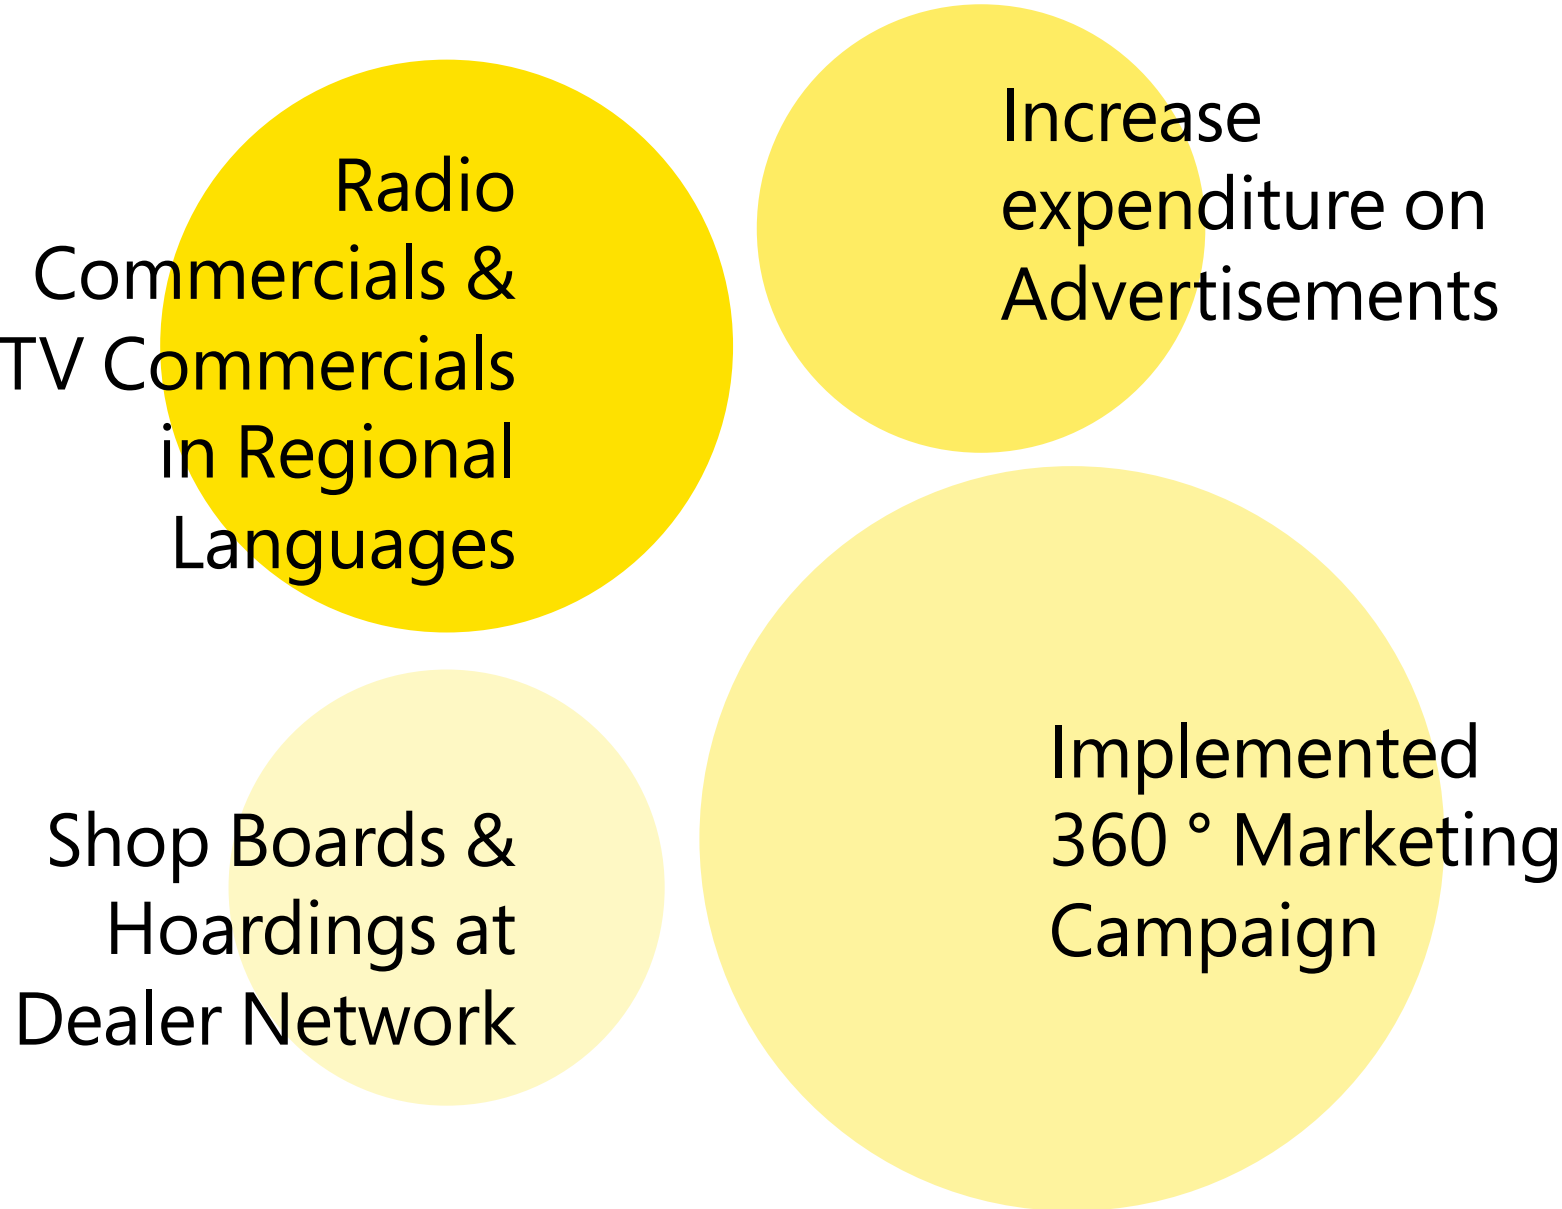 Radio
Commercials &
TV Commercials
in Regional
Languages
Increase
expenditure on
Advertisements
Shop Boards &
Hoardings at
Dealer Network
Implemented
360 ° Marketing
Campaign